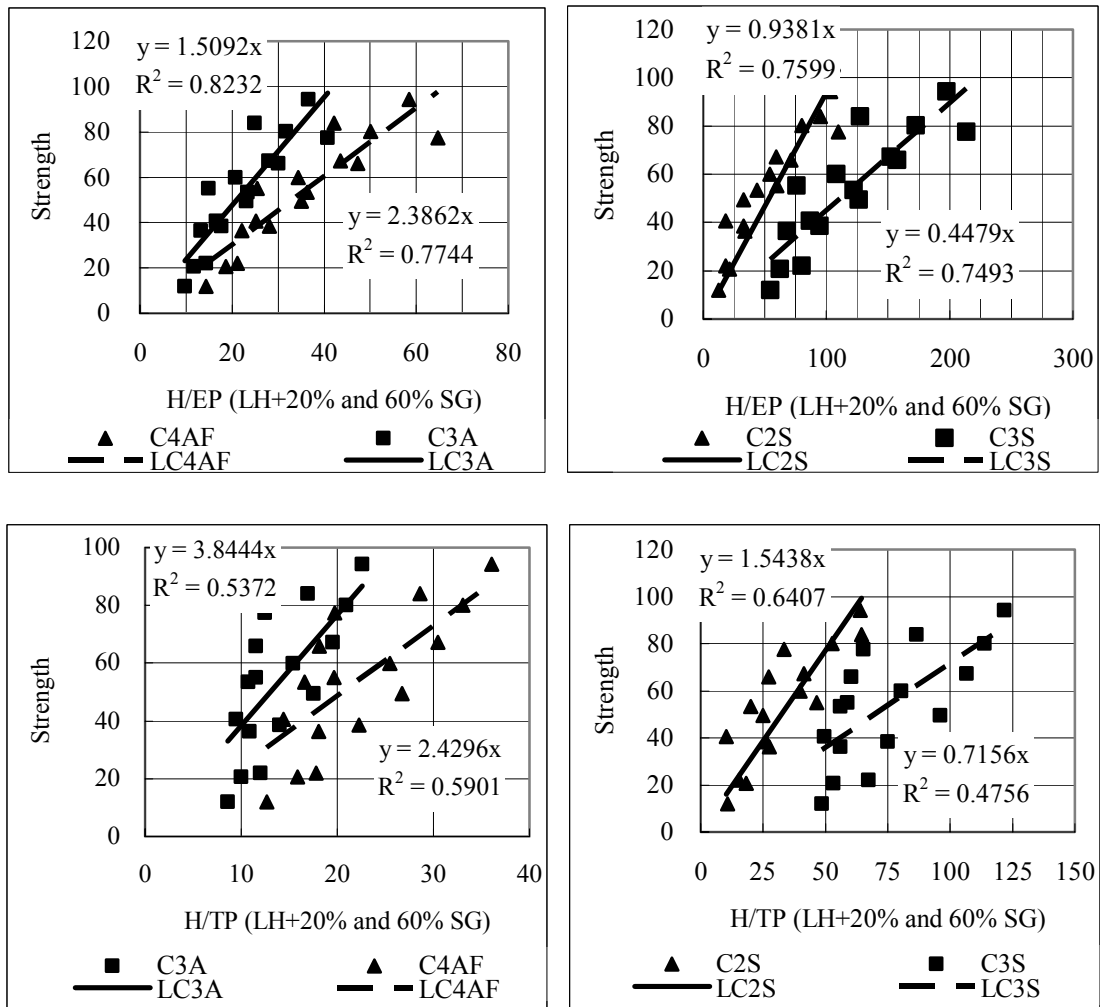 120
100
80
60
40
20
0
Strength
y = 1.5092x
R² = 0.8232
y = 2.3862x
R² = 0.7744
0 20 40 60 80
H/EP (LH+20% and 60% SG)
C4AF C3A
LC4AF LC3A
120
100
80
60
40
20
0
Strength
y = 0.9381x
R² = 0.7599
y = 0.4479x
R² = 0.7493
0 100 200 300
H/EP (LH+20% and 60% SG)
C2S C3S
LC2S LC3S
100
80
60
40
20
0
Strength
y = 3.8444x
R² = 0.5372
y = 2.4296x
R² = 0.5901
0 10 20 30 40
H/TP (LH+20% and 60% SG)
C3A C4AF
LC3A LC4AF
120
100
80
60
40
20
0
Strength
y = 1.5438x
R² = 0.6407
y = 0.7156x
R² = 0.4756
0 25 50 75 100 125 150
H/TP (LH+20% and 60% SG)
C2S C3S
LC2S LC3S